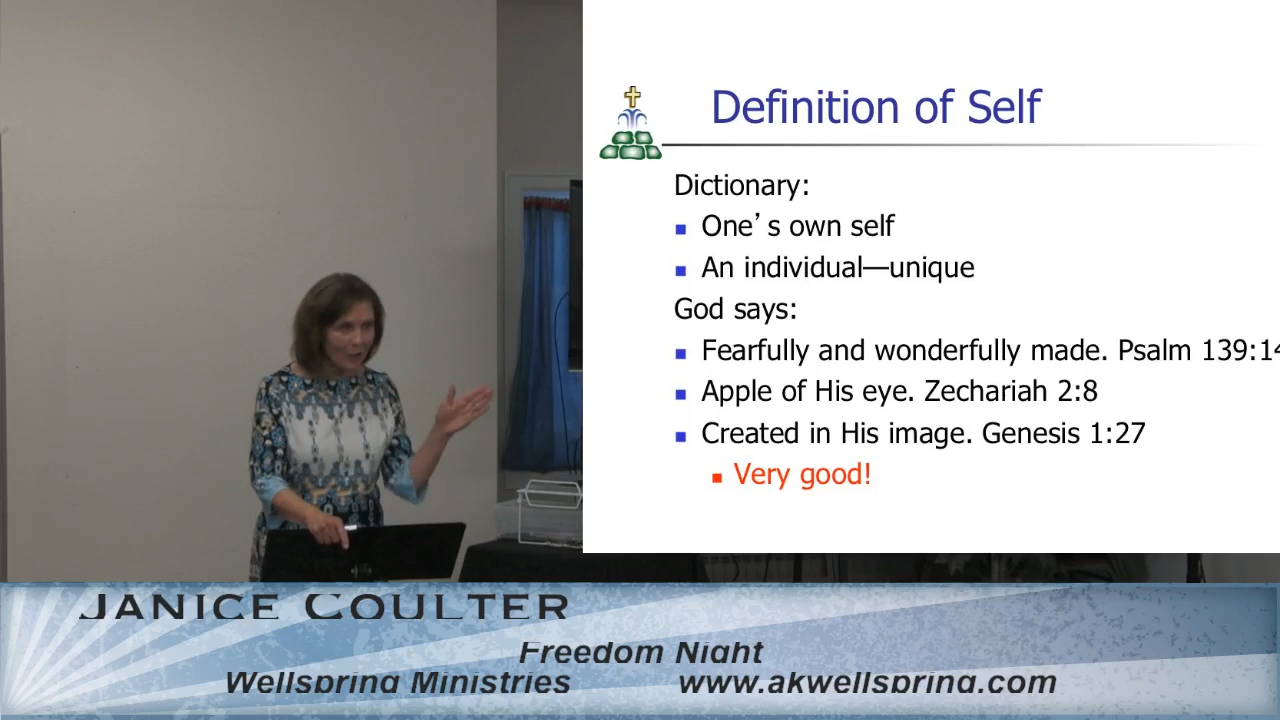 Definition of Self
Dictionary:
One’s own self
An individual—unique
God says:
Fearfully and wonderfully made. Psalm 139:14
Apple of His eye. Zechariah 2:8
Created in His image. Genesis 1:27
Very good!
JANICE COULTER
Freedom Night
Wellspring Ministries www.akwellspring.com